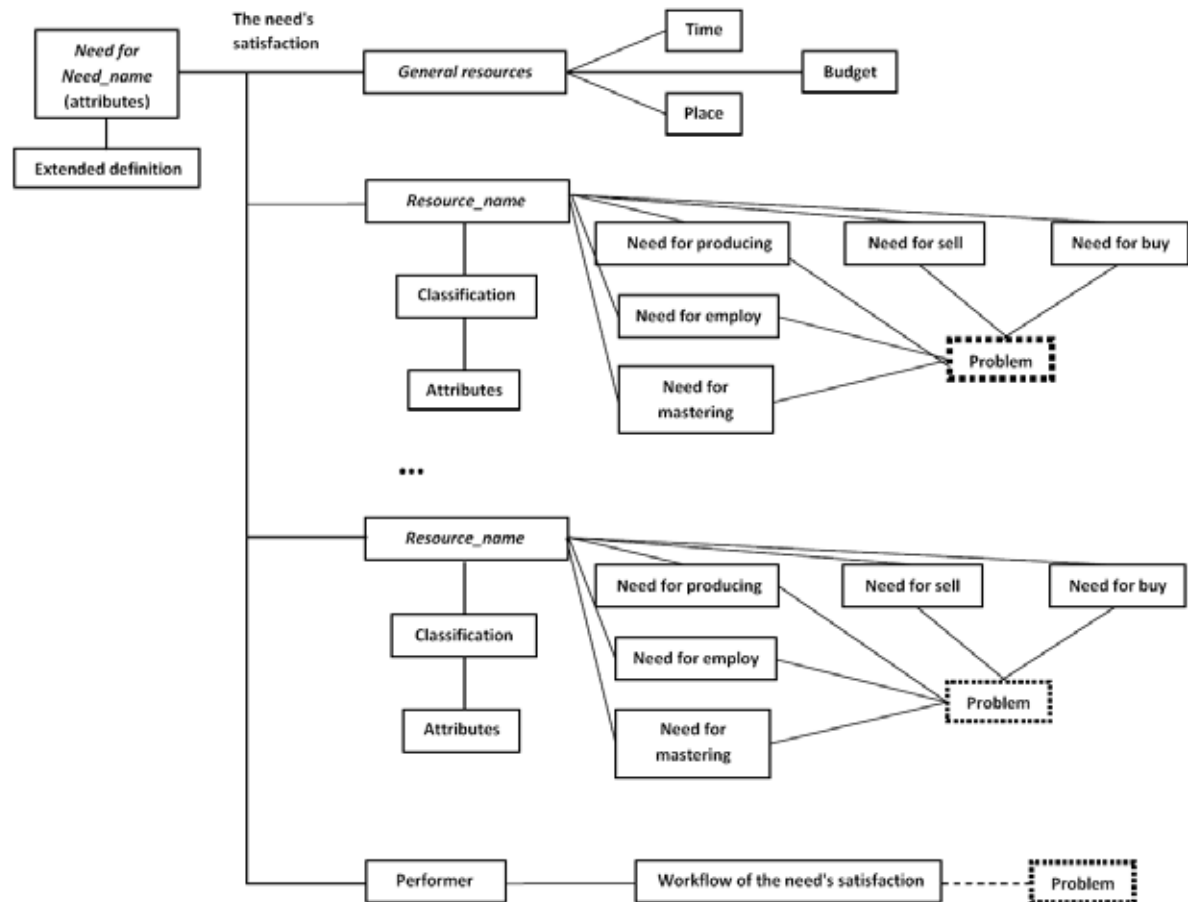 The need's
satisfaction
Need for
Need_name
(attributes)
Extended definition
General resources
Time
Budget
Place
Resource_name
Need for producing
Need for sell
Need for buy
Classification
Need for employ
Problem
Attributes
Need for
mastering
...
Resource_name
Need for producing
Need for sell
Need for buy
Classification
Need for employ
Problem
Attributes
Need for
mastering
Performer
Workflow of the need's satisfaction
Problem